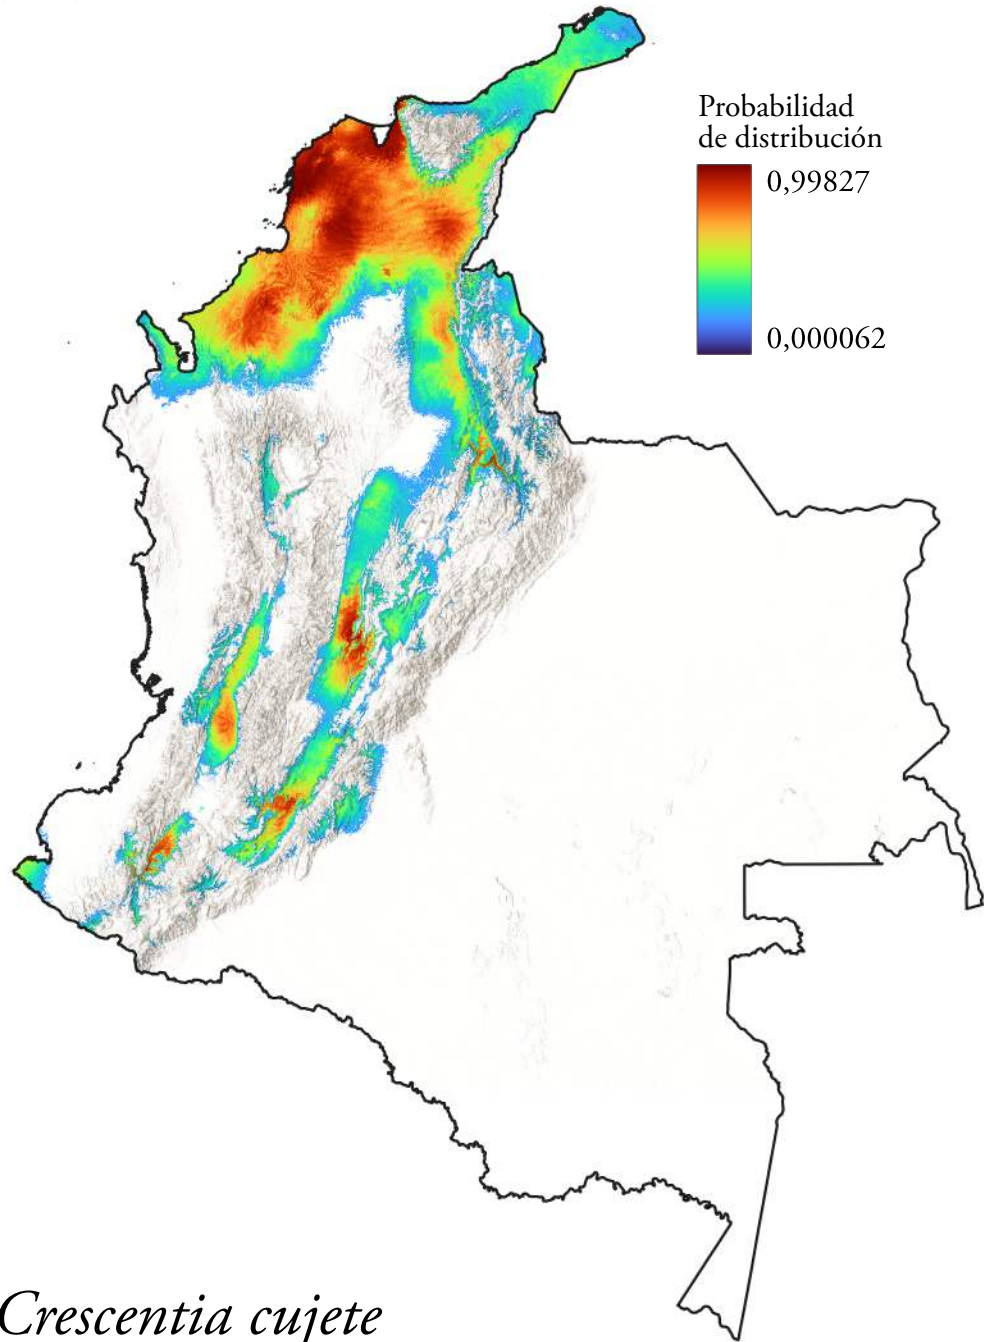 Probabilidad
de distribución
0,99827
0,000062
Crescentia cujete